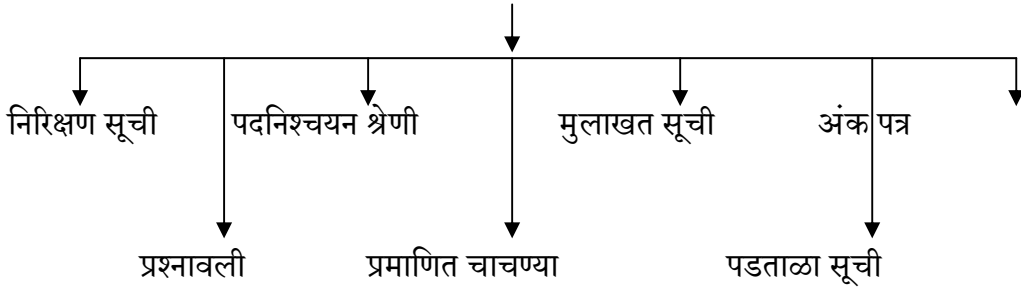 निरिक्षण सूची पदनिश्चयन श्रेणी मुलाखत सूची अंक पत्र
प्रश्नावली प्रमाणित चाचण्या पडताळा सूची